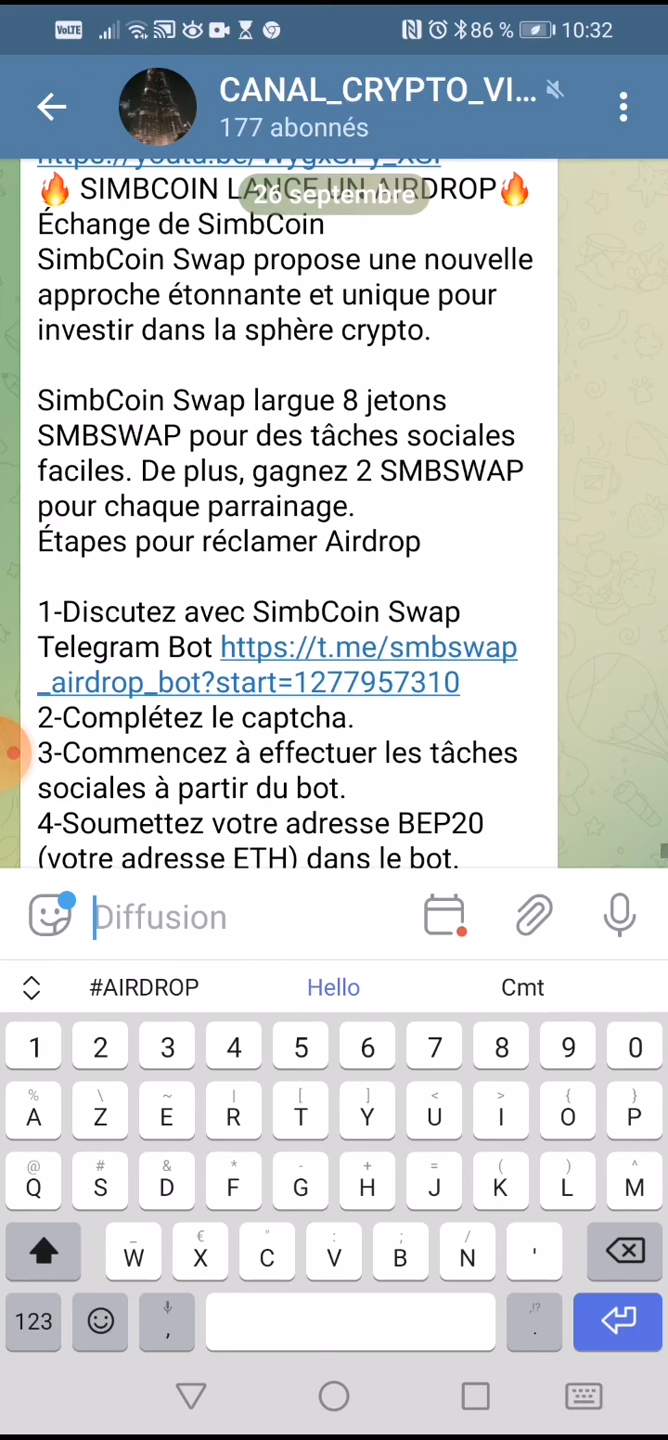 VoLTE 86 % 10:32
CANAL_CRYPTO_VI...
177 abonnés
🔥 SIMBCOIN LANCE UN AIRDROP🔥
26 septembre
Échange de SimbCoin
SimbCoin Swap propose une nouvelle
approche étonnante et unique pour
investir dans la sphère crypto.
SimbCoin Swap largue 8 jetons
SMBSWAP pour des tâches sociales
faciles. De plus, gagnez 2 SMBSWAP
pour chaque parrainage.
Étapes pour réclamer Airdrop
1-Discutez avec SimbCoin Swap
Telegram Bot https://t.me/smbswap
_airdrop_bot?start=1277957310
2-Complétez le captcha.
3-Commencez à effectuer les tâches
sociales à partir du bot.
4-Soumettez votre adresse BEP20
(votre adresse ETH) dans le bot.
Diffusion
#AIRDROP Hello Cmt
1 2 3 4 5 6 7 8 9 0
% \ ~ | [ ] < > { }
A Z E R T Y U I O P
@ # & * - + = ( ) ^
Q S D F G H J K L M
_ € " : ; /
W X C V B N '
,!?
123 , .